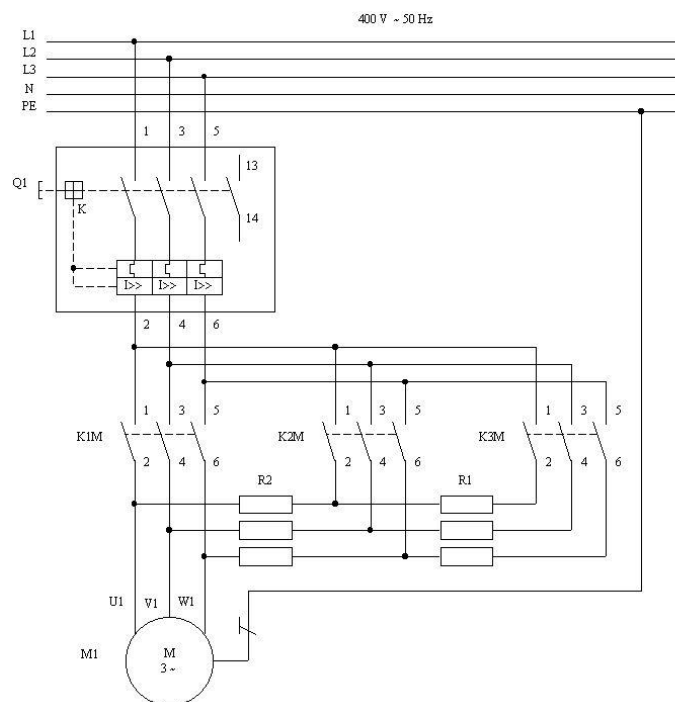 400 V ~ 50 Hz
L1
L2
L3
N
PE
1 3 5
13
Q1
K
14
I>> I>> I>>
2 4 6
1 3 5 1 3 5 1 3 5
K1M K2M K3M
2 4 6 2 4 6 2 4 6
R2 R1
U1 V1 W1
M1
M
3 ~